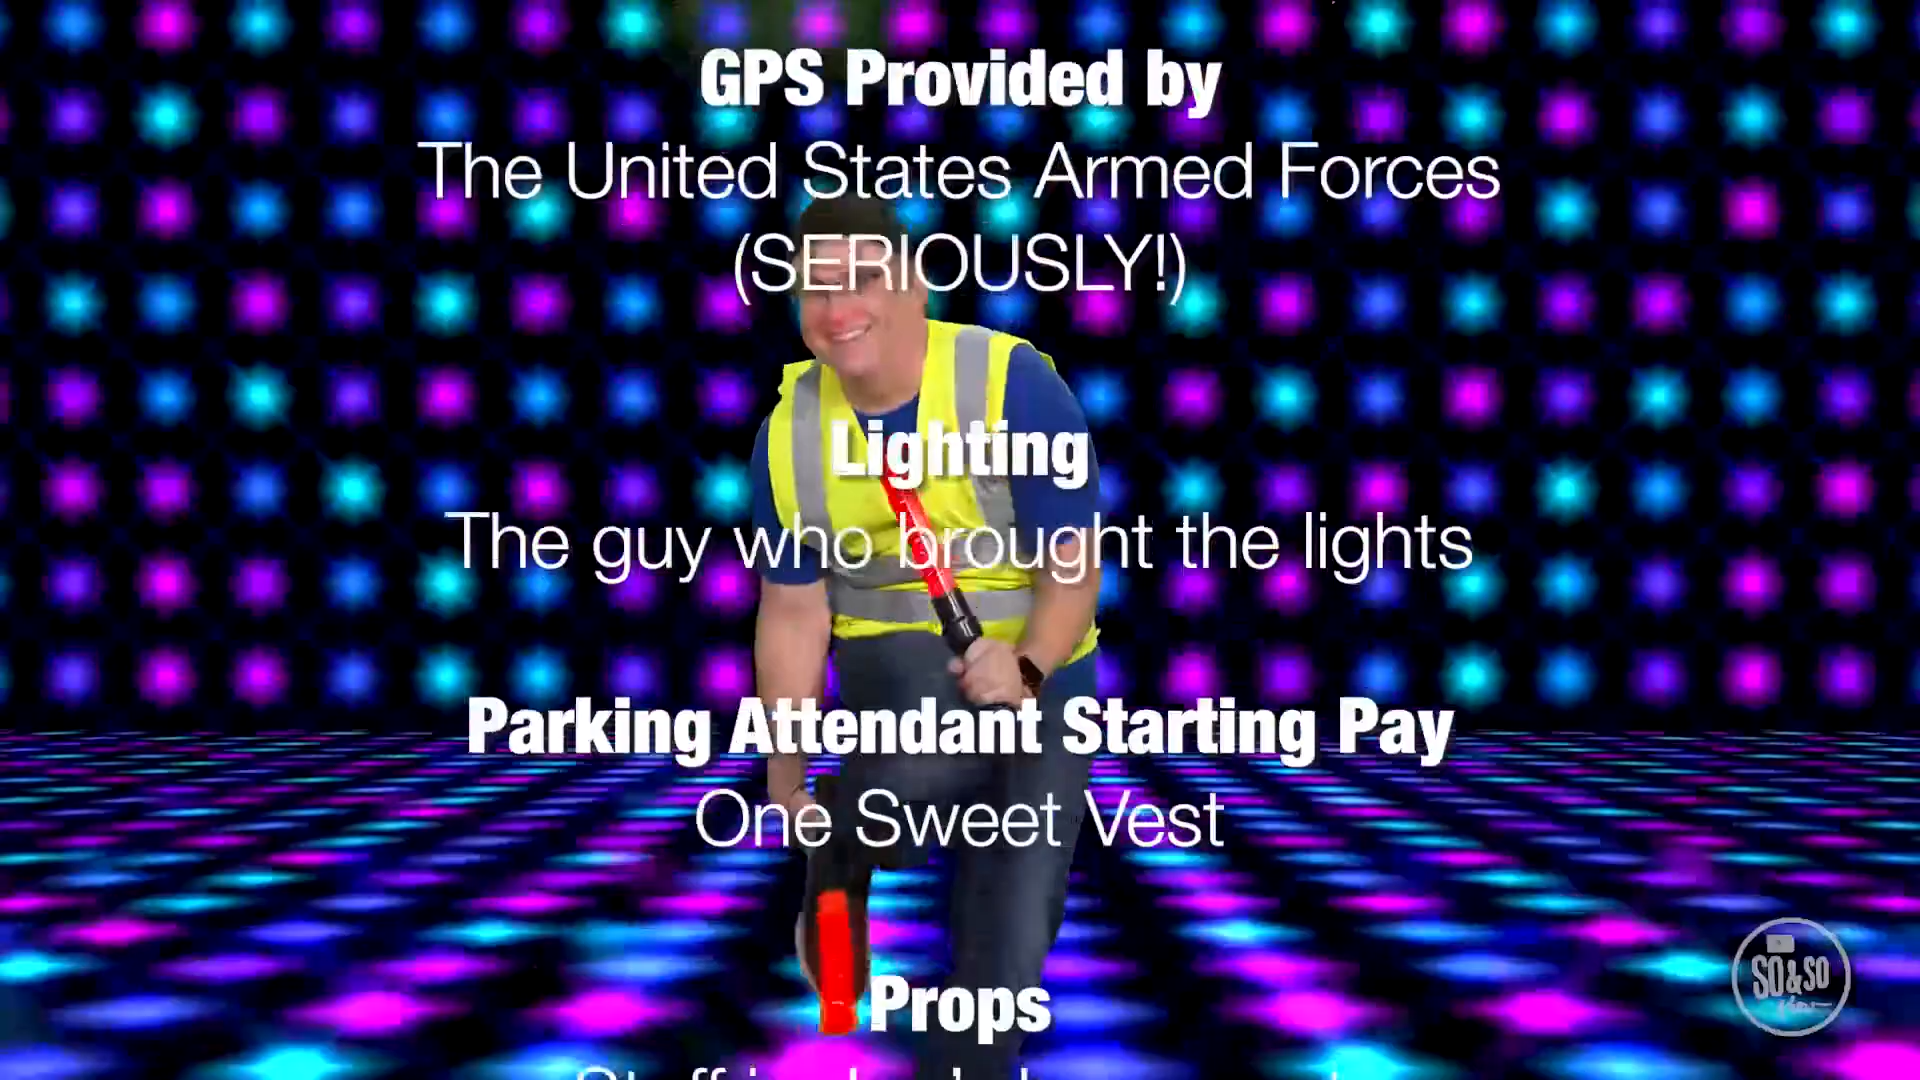 GPS Provided by
The United States Armed Forces
(SERIOUSLY!)
Lighting
The guy who brought the lights
Parking Attendant Starting Pay
One Sweet Vest
Props
SO & SO